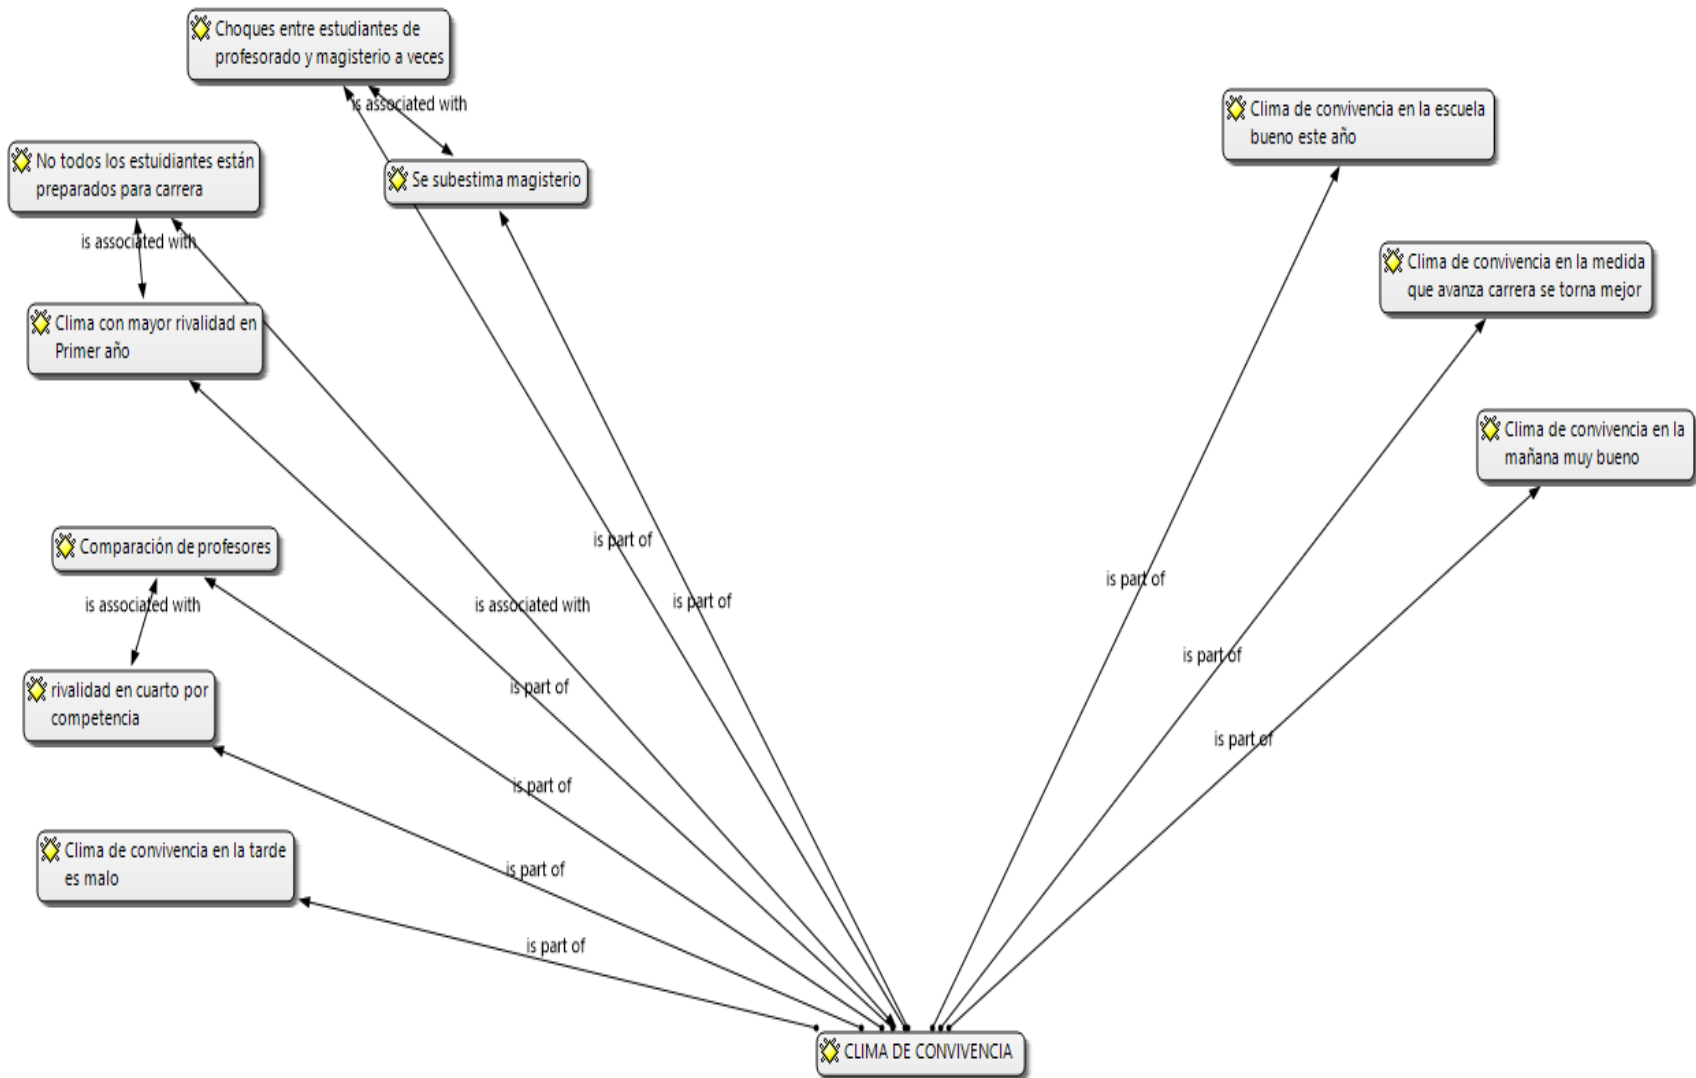 Choques entre estudiantes de
profesorado y magisterio a veces
is associated with
Se subestima magisterio
No todos los estuidiantes están
preparados para carrera
is associated with
Clima con mayor rivalidad en
Primer año
Comparación de profesores
is associated with
rivalidad en cuarto por
competencia
Clima de convivencia en la tarde
es malo
Clima de convivencia en la escuela
bueno este año
Clima de convivencia en la medida
que avanza carrera se torna mejor
Clima de convivencia en la
mañana muy bueno
is part of
is part of
is associated with
is part of
is part of
is part of
is part of
is part of
is part of
is part of
CLIMA DE CONVIVENCIA